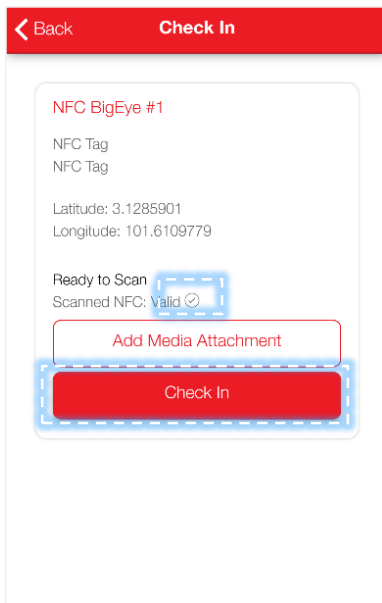 Back
Check In
NFC BigEye #1
NFC Tag
NFC Tag
Latitude: 3.1285901
Longitude: 101.6109779
Ready to Scan
Scanned NFC: Valid
Add Media Attachment
Check In